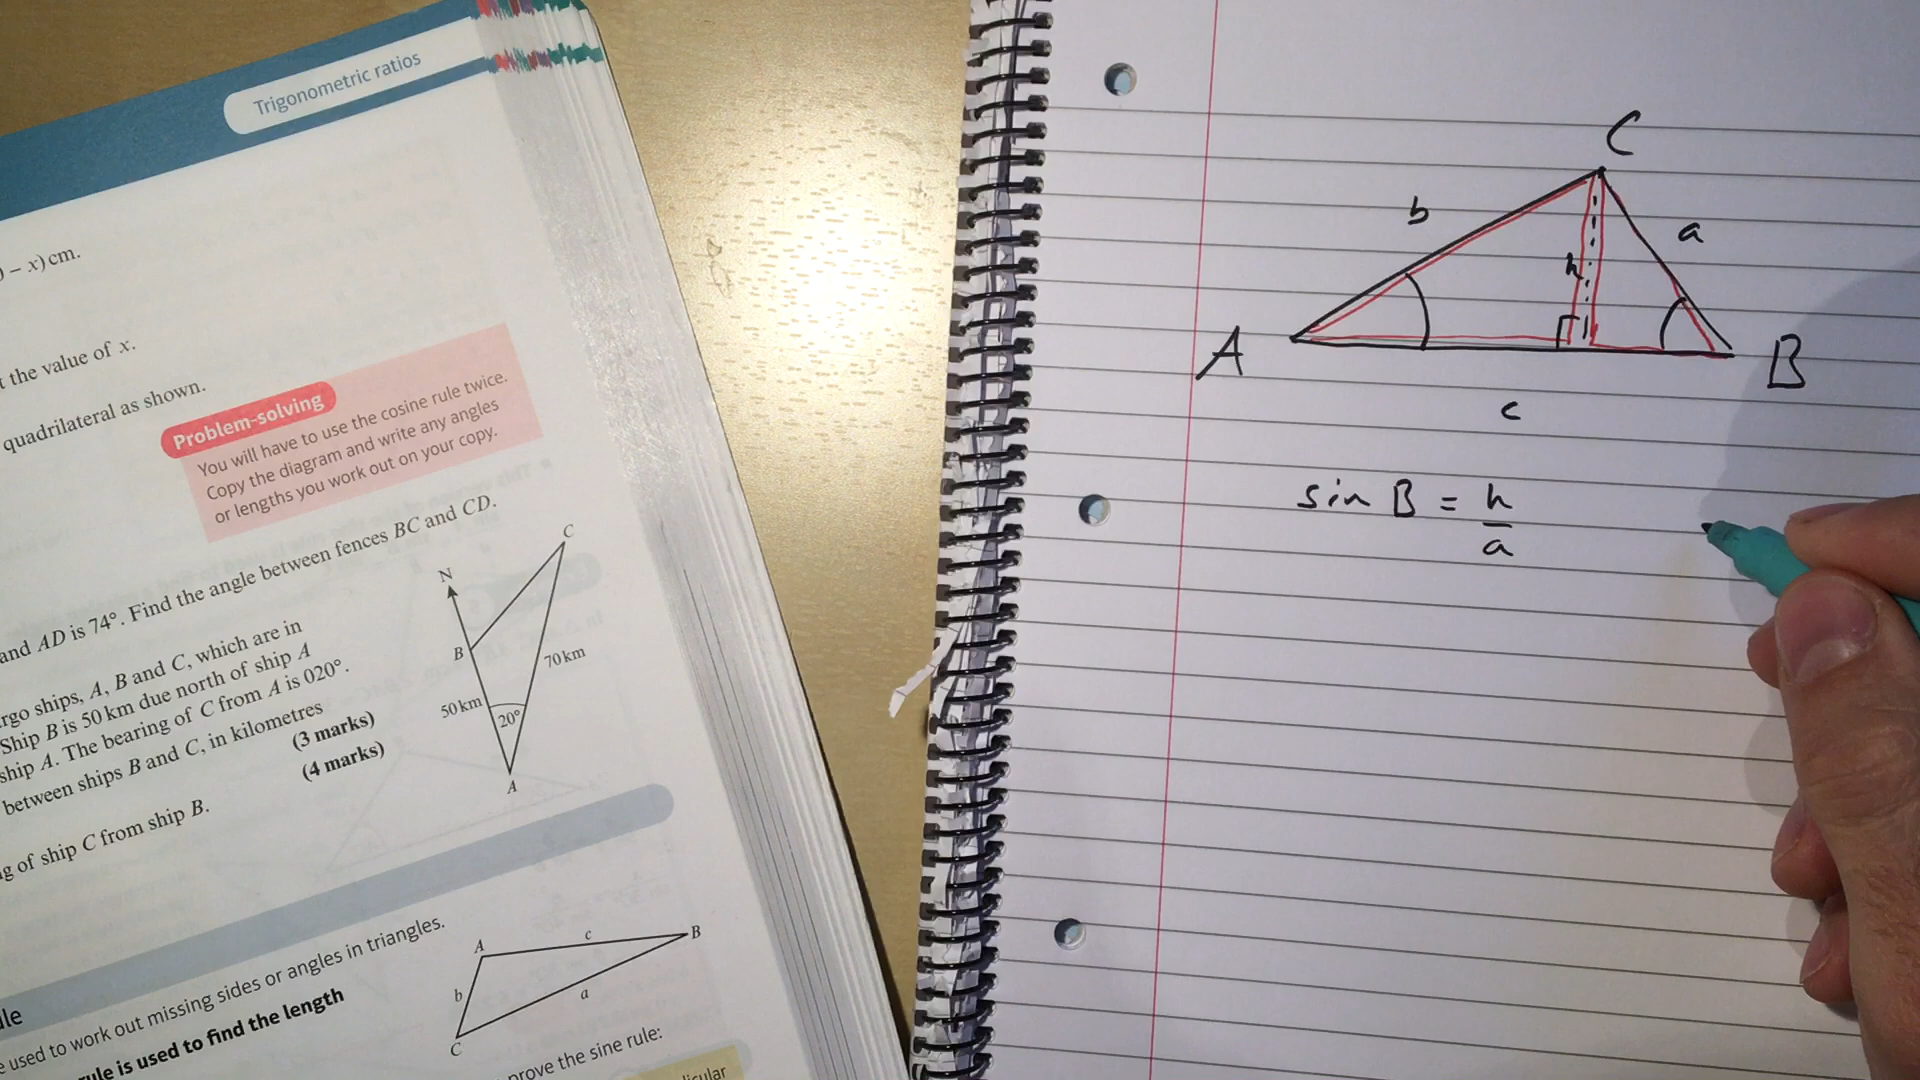 Trigonometric ratios
– x) cm.
the value of x.
quadrilateral as shown.
Problem-solving
You will have to use the cosine rule twice.
Copy the diagram and write any angles
or lengths you work out on your copy.
and AD is 74°. Find the angle between fences BC and CD.
rgo ships, A, B and C, which are in
Ship B is 50 km due north of ship A
ship A. The bearing of C from A is 020°.
between ships B and C, in kilometres
(3 marks)
(4 marks)
g of ship C from ship B.
N
C
B
70 km
50 km
20°
A
le
e used to work out missing sides or angles in triangles.
rule is used to find the length
A
c
B
b
a
C
prove the sine rule:
licular
C
b
a
h
A
B
c
sin B = h
a